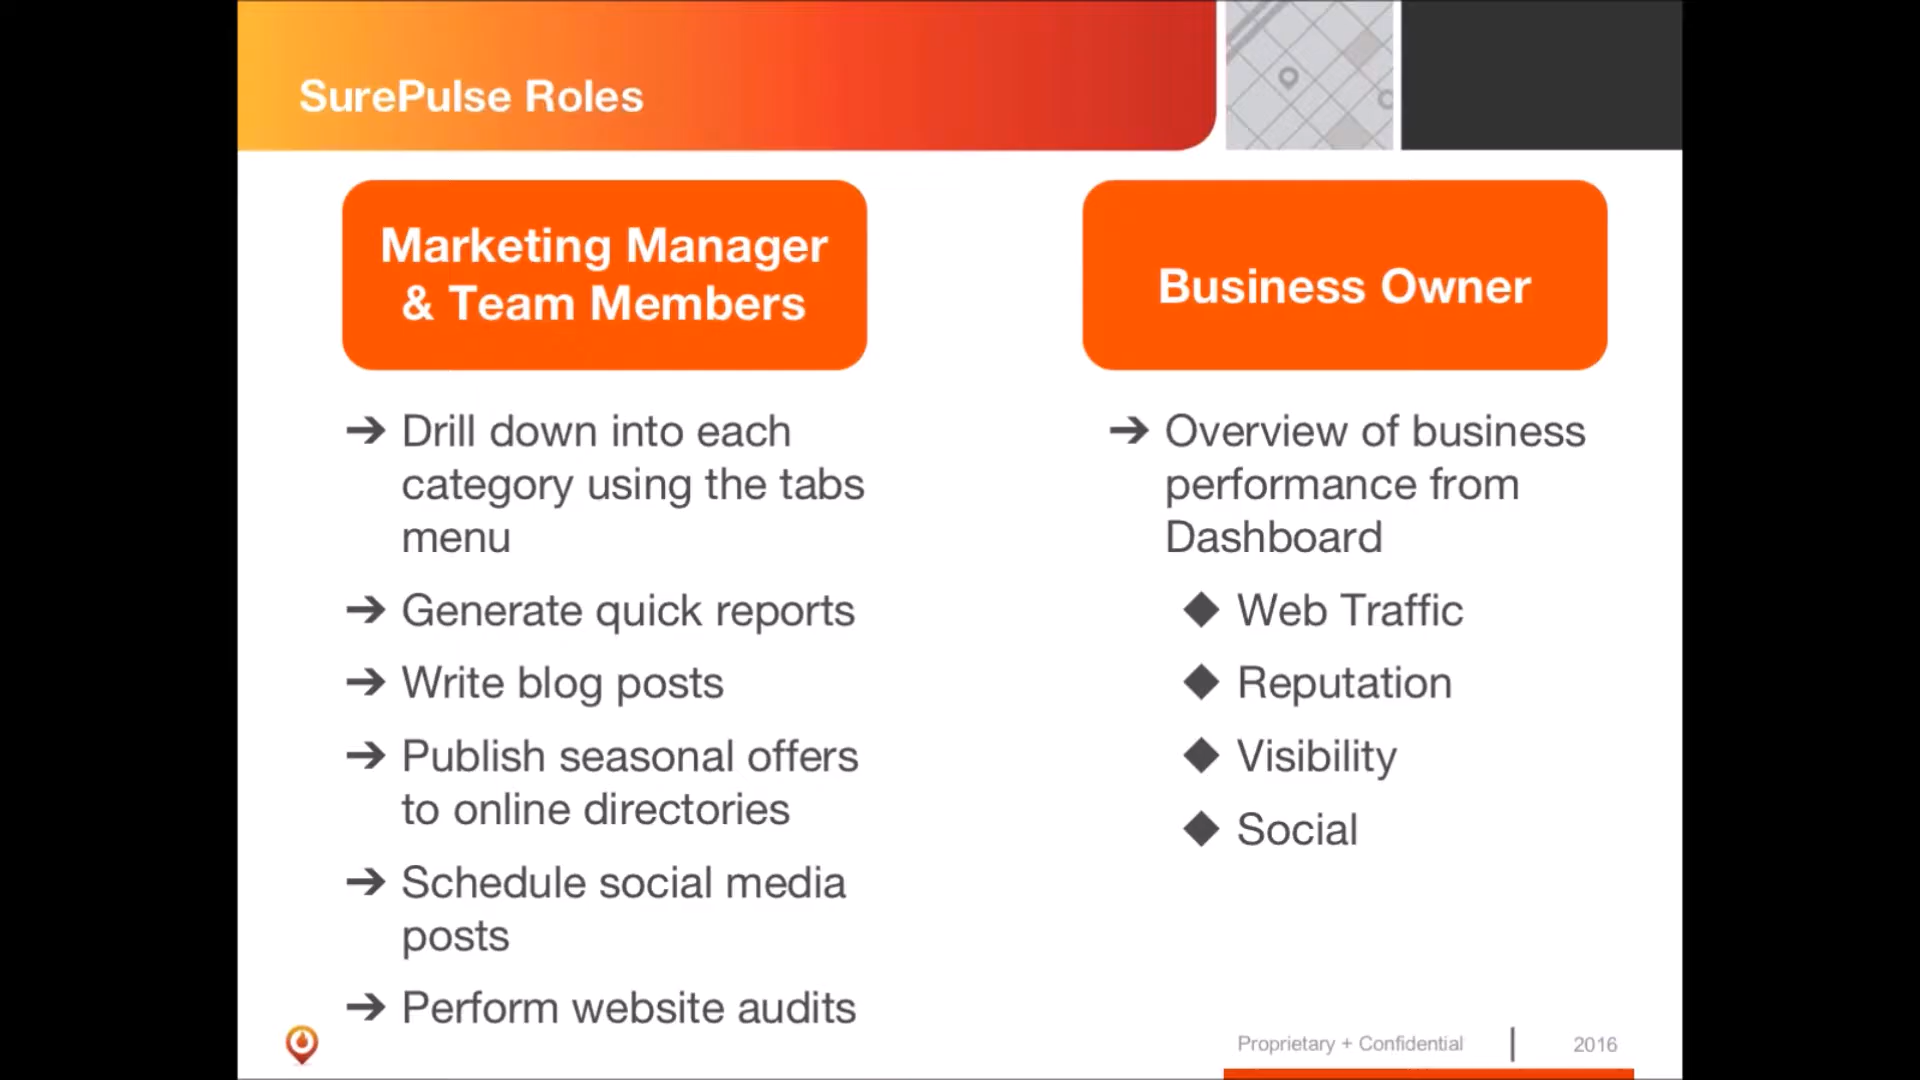 SurePulse Roles
Marketing Manager
& Team Members
➔ Drill down into each
category using the tabs
menu
➔ Generate quick reports
➔ Write blog posts
➔ Publish seasonal offers
to online directories
➔ Schedule social media
posts
➔ Perform website audits
Business Owner
➔ Overview of business
performance from
Dashboard
◆ Web Traffic
◆ Reputation
◆ Visibility
◆ Social
Proprietary + Confidential | 2016